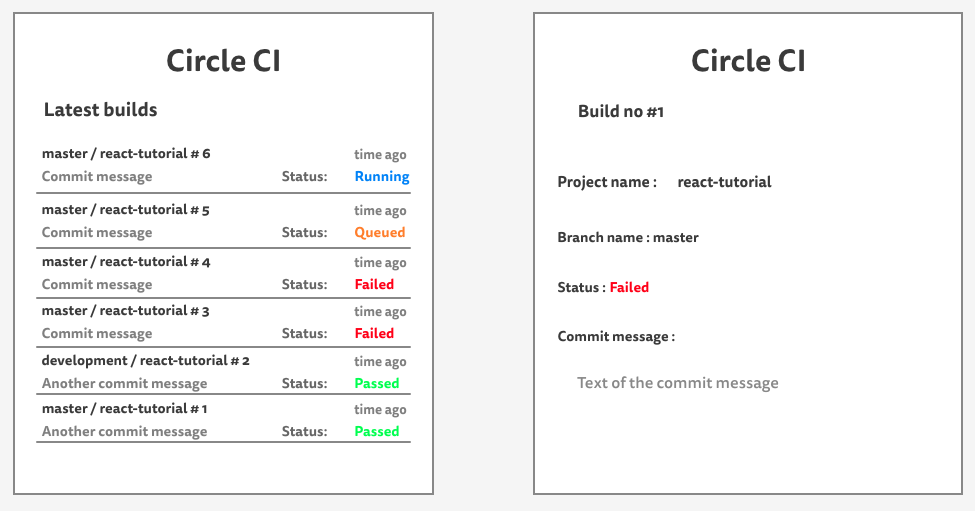 Circle CI
Latest builds
master / react-tutorial # 6 time ago
Commit message Status: Running
master / react-tutorial # 5 time ago
Commit message Status: Queued
master / react-tutorial # 4 time ago
Commit message Status: Failed
master / react-tutorial # 3 time ago
Commit message Status: Failed
development / react-tutorial # 2 time ago
Another commit message Status: Passed
master / react-tutorial # 1 time ago
Another commit message Status: Passed
Circle CI
Build no #1
Project name : react-tutorial
Branch name : master
Status : Failed
Commit message :
Text of the commit message